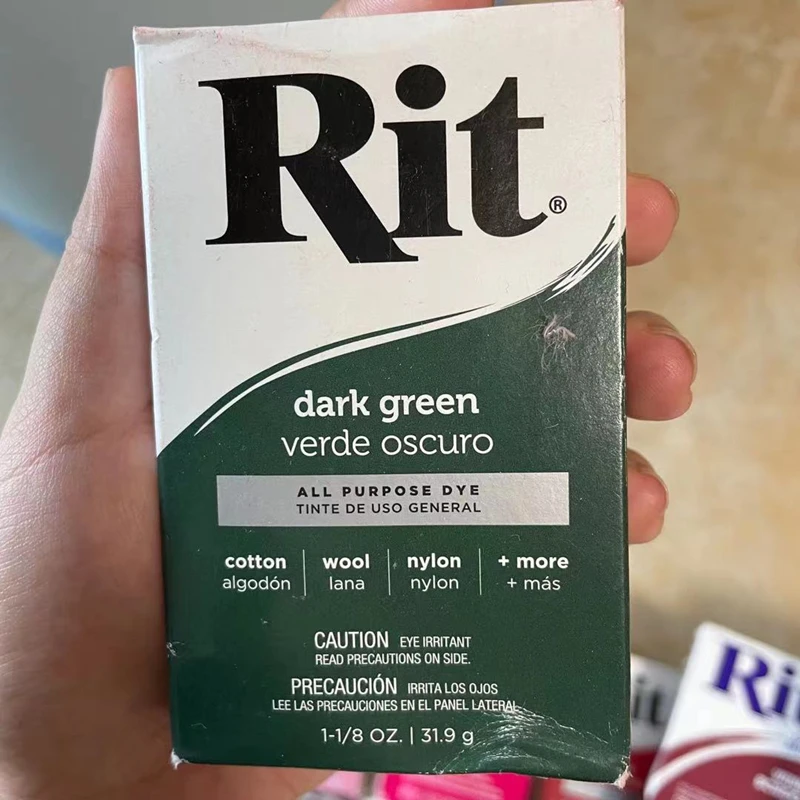 Rit®
dark green
verde oscuro
ALL PURPOSE DYE
TINTE DE USO GENERAL
cotton wool nylon + more
algodón lana nylon + más
CAUTION EYE IRRITANT
READ PRECAUTIONS ON SIDE.
PRECAUCIÓN IRRITA LOS OJOS
LEE LAS PRECAUCIONES EN EL PANEL LATERAL
1-1/8 OZ. | 31.9 g